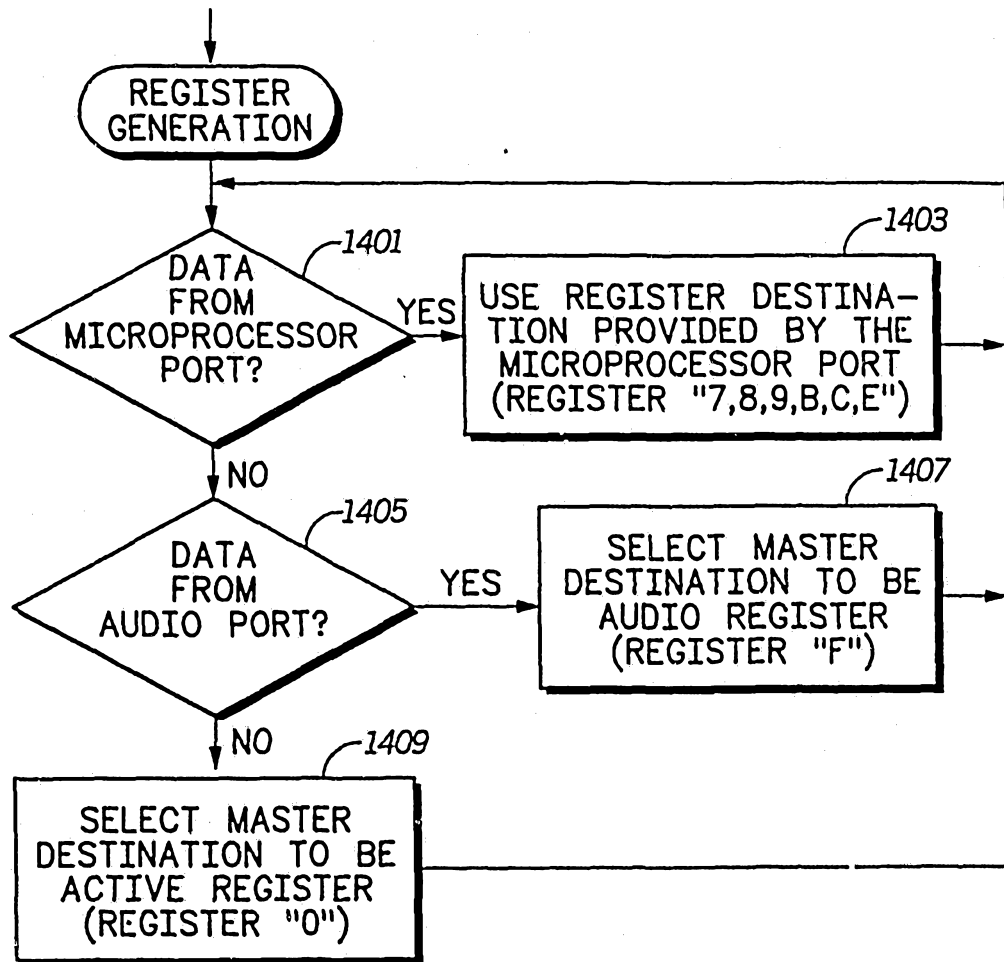 REGISTER
GENERATION
1401
DATA
FROM
MICROPROCESSOR
PORT?
YES
1403
USE REGISTER DESTINA-
TION PROVIDED BY THE
MICROPROCESSOR PORT
(REGISTER "7,8,9,B,C,E")
NO
1405
DATA
FROM
AUDIO PORT?
YES
1407
SELECT MASTER
DESTINATION TO BE
AUDIO REGISTER
(REGISTER "F")
NO
1409
SELECT MASTER
DESTINATION TO BE
ACTIVE REGISTER
(REGISTER "0")